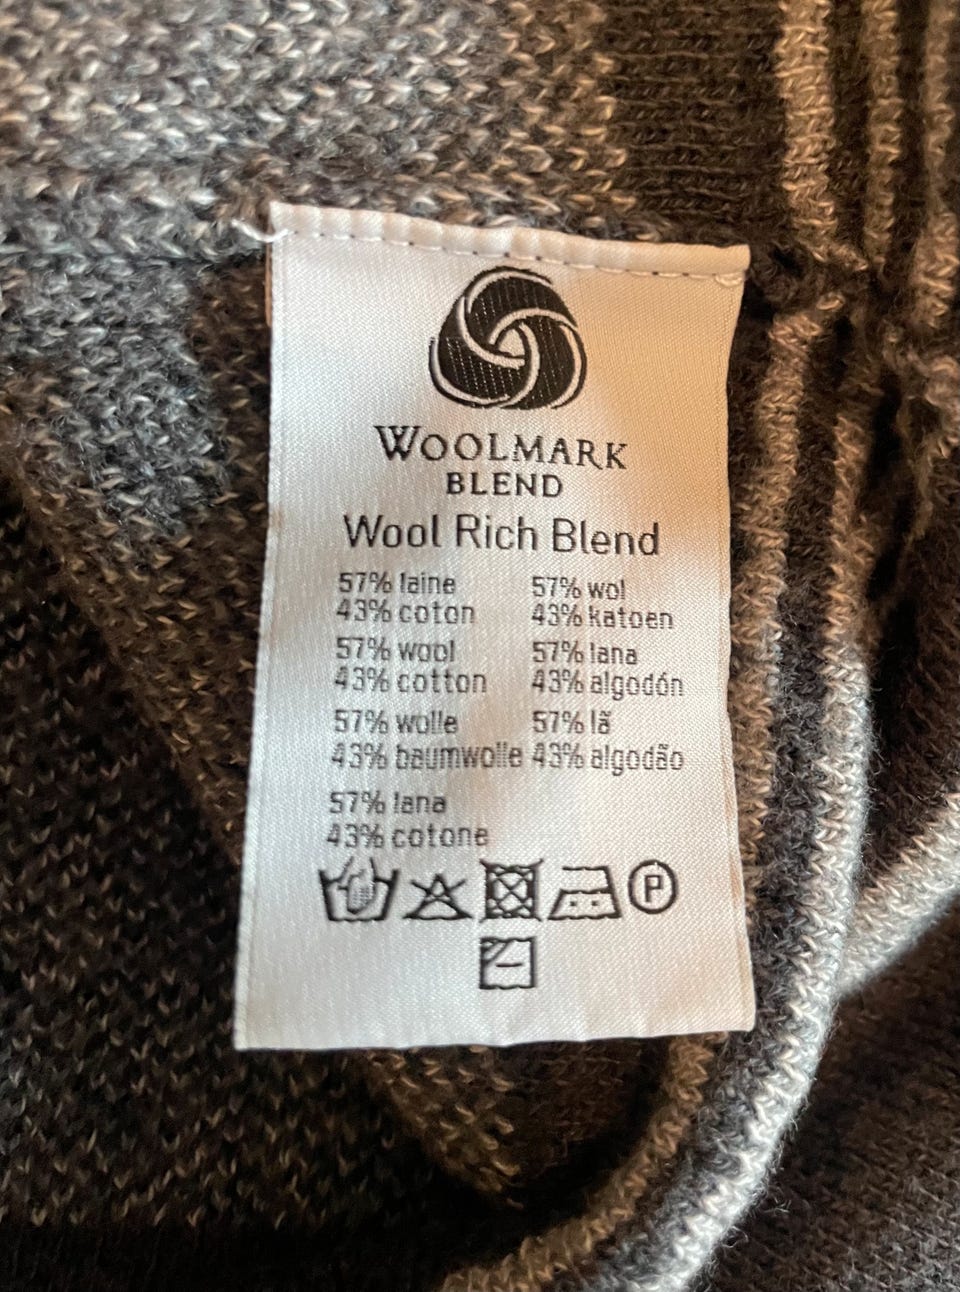 WOOLMARK
BLEND
Wool Rich Blend
57% laine
43% coton
57% wool
43% cotton
57% wolle
43% baumwolle
57% lana
43% cotone
57% wol
43% katoen
57% lana
43% algodón
57% lã
43% algodão
P